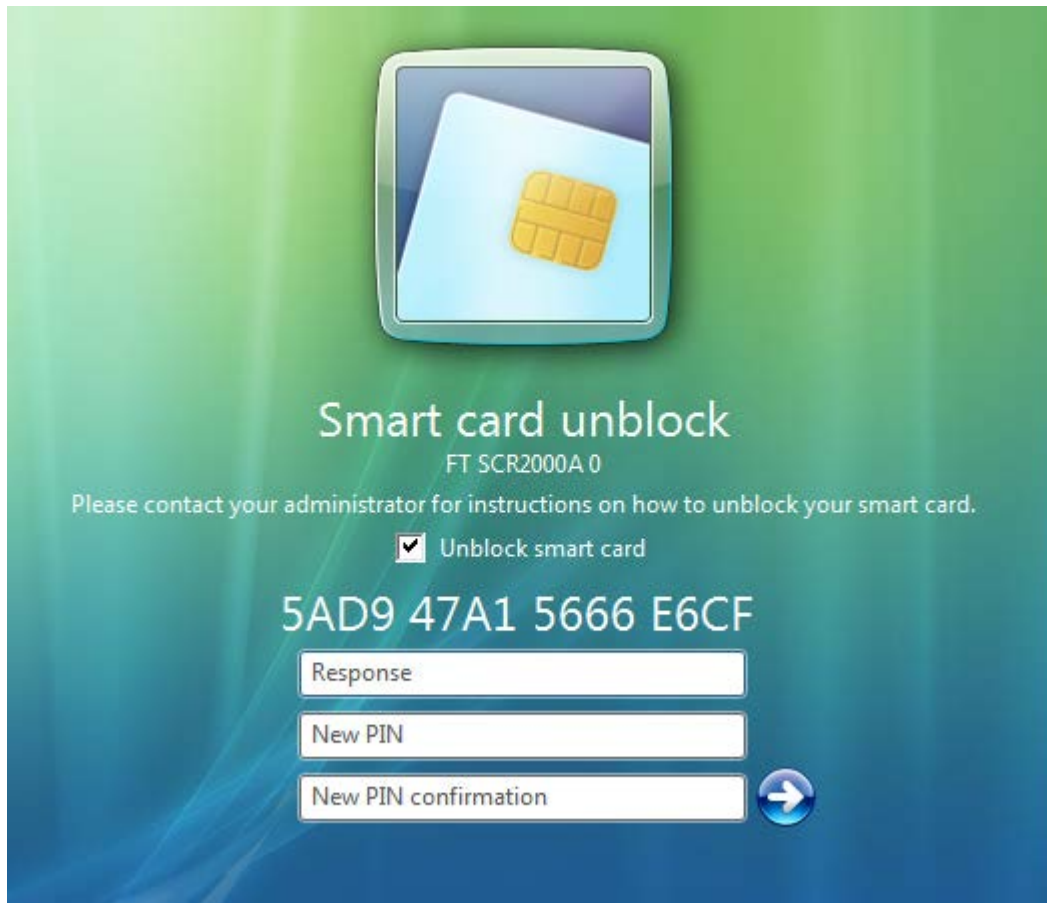 Smart card unblock
FT SCR2000A 0
Please contact your administrator for instructions on how to unblock your smart card.
Unblock smart card
5AD9 47A1 5666 E6CF
Response
New PIN
New PIN confirmation